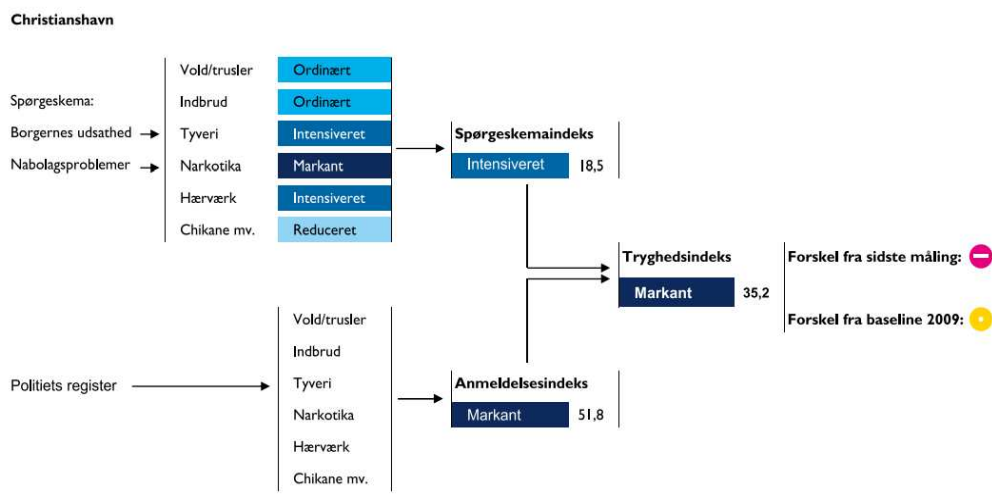 Christianshavn
Spørgeskema:
Borgernes udsathed
Nabolagsproblemer
Vold/trusler Ordinært
Indbrud Ordinært
Tyveri Intensiveret
Narkotika Markant
Hærværk Intensiveret
Chikane mv. Reduceret
Spørgeskemaindeks
Intensiveret 18,5
Tryghedsindeks
Markant 35,2
Forskel fra sidste måling:
Forskel fra baseline 2009:
Politiets register
Vold/trusler
Indbrud
Tyveri
Narkotika
Hærværk
Chikane mv.
Anmeldelsesindeks
Markant 51,8